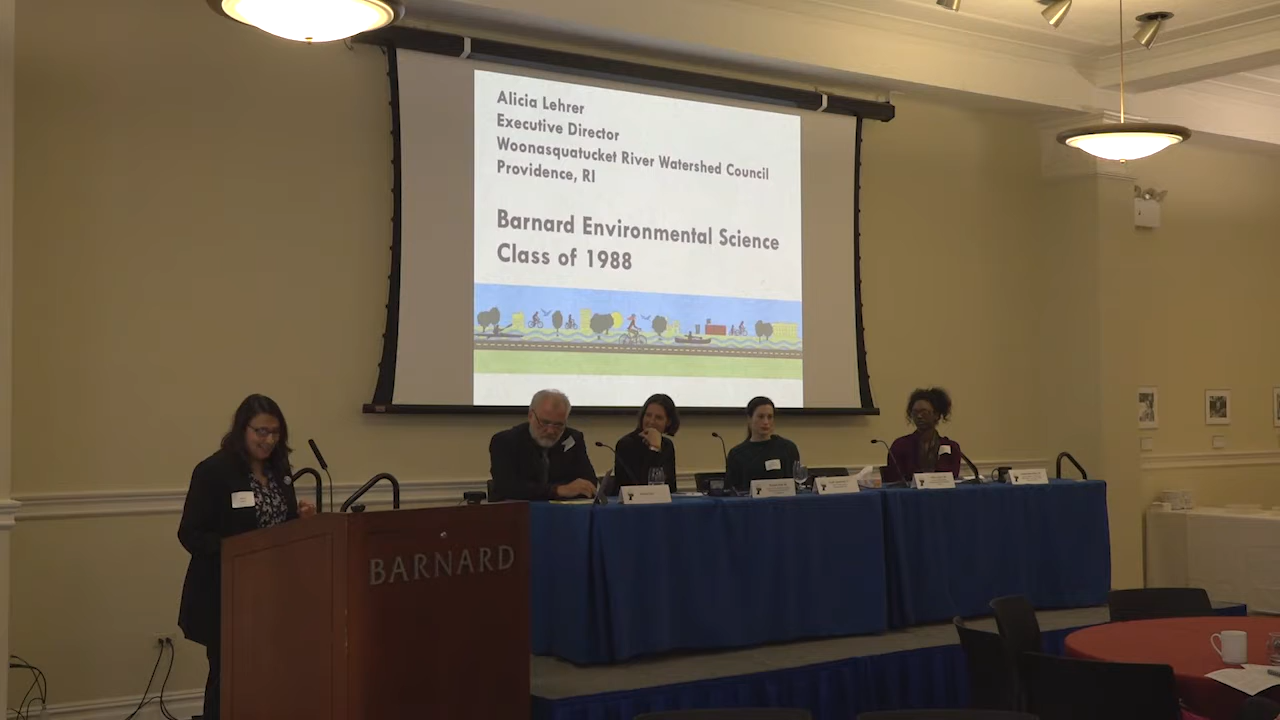 Alicia Lehrer
Executive Director
Woonasquatucket River Watershed Council
Providence, RI
Barnard Environmental Science
Class of 1988
BARNARD